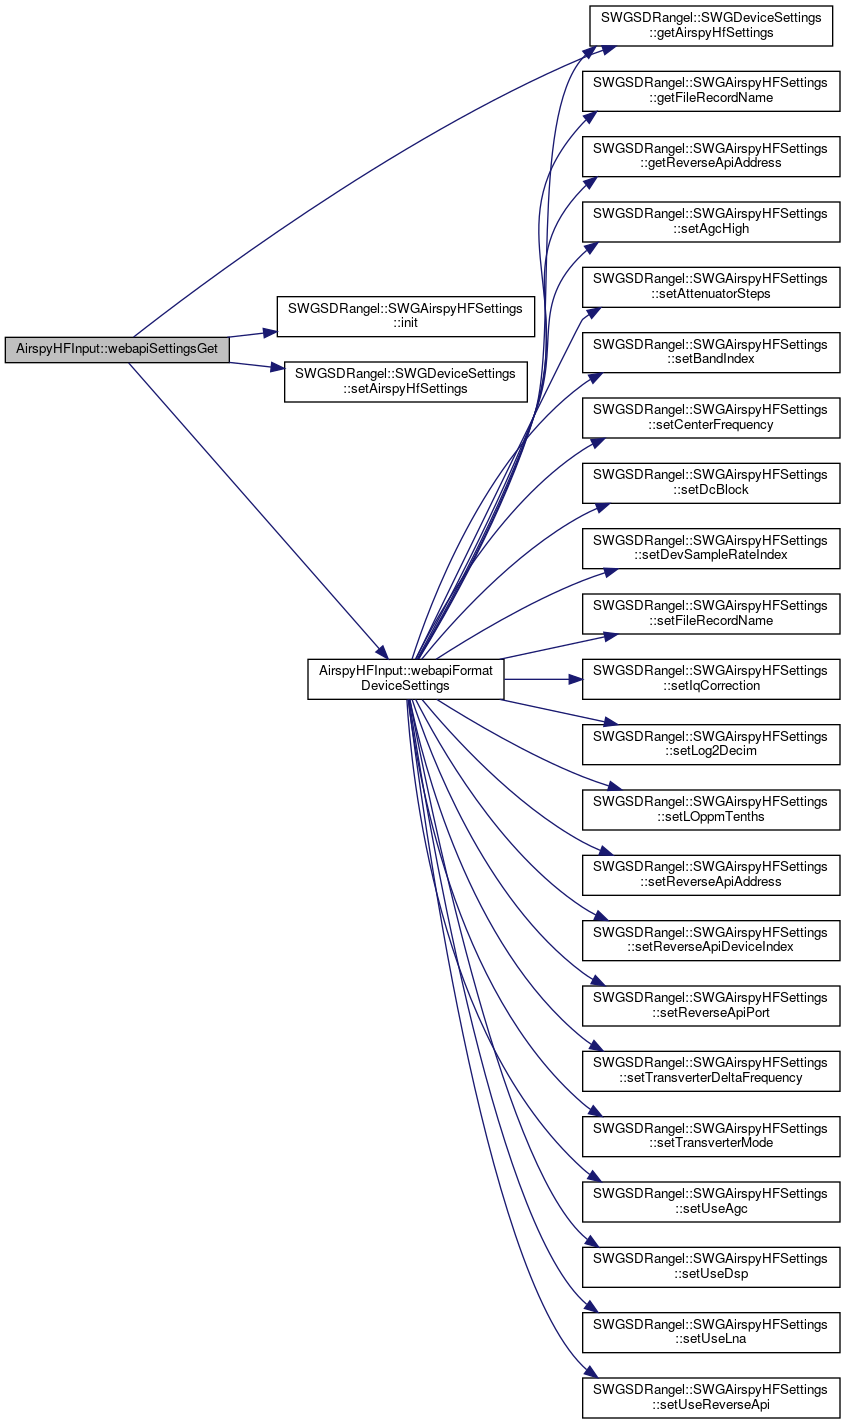 AirspyHFInput::webapiSettingsGet
SWGSDRangel::SWGAirspyHFSettings
::init
SWGSDRangel::SWGDeviceSettings
::setAirspyHfSettings
AirspyHFInput::webapiFormat
DeviceSettings
SWGSDRangel::SWGDeviceSettings
::getAirspyHfSettings
SWGSDRangel::SWGAirspyHFSettings
::getFileRecordName
SWGSDRangel::SWGAirspyHFSettings
::getReverseApiAddress
SWGSDRangel::SWGAirspyHFSettings
::setAgcHigh
SWGSDRangel::SWGAirspyHFSettings
::setAttenuatorSteps
SWGSDRangel::SWGAirspyHFSettings
::setBandIndex
SWGSDRangel::SWGAirspyHFSettings
::setCenterFrequency
SWGSDRangel::SWGAirspyHFSettings
::setDcBlock
SWGSDRangel::SWGAirspyHFSettings
::setDevSampleRateIndex
SWGSDRangel::SWGAirspyHFSettings
::setFileRecordName
SWGSDRangel::SWGAirspyHFSettings
::setIqCorrection
SWGSDRangel::SWGAirspyHFSettings
::setLog2Decim
SWGSDRangel::SWGAirspyHFSettings
::setLOppmTenths
SWGSDRangel::SWGAirspyHFSettings
::setReverseApiAddress
SWGSDRangel::SWGAirspyHFSettings
::setReverseApiDeviceIndex
SWGSDRangel::SWGAirspyHFSettings
::setReverseApiPort
SWGSDRangel::SWGAirspyHFSettings
::setTransverterDeltaFrequency
SWGSDRangel::SWGAirspyHFSettings
::setTransverterMode
SWGSDRangel::SWGAirspyHFSettings
::setUseAgc
SWGSDRangel::SWGAirspyHFSettings
::setUseDsp
SWGSDRangel::SWGAirspyHFSettings
::setUseLna
SWGSDRangel::SWGAirspyHFSettings
::setUseReverseApi